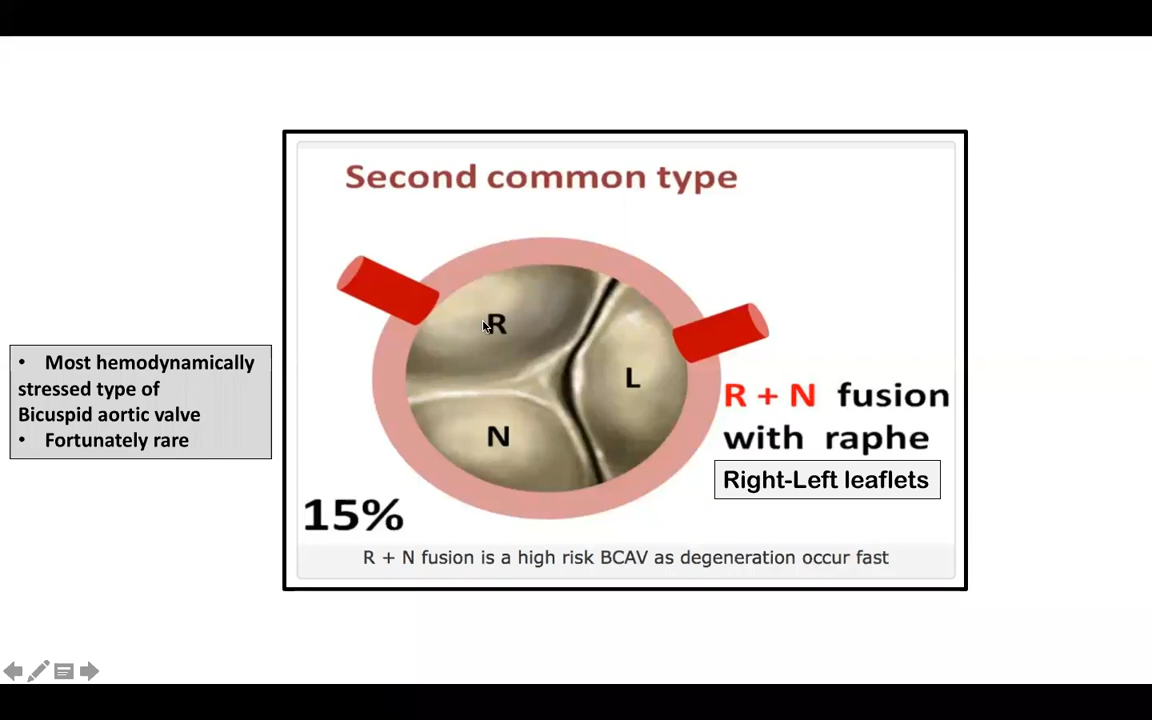 Second common type
R
L
N
• Most hemodynamically
stressed type of
Bicuspid aortic valve
• Fortunately rare
R + N fusion
with raphe
Right-Left leaflets
15%
R + N fusion is a high risk BCAV as degeneration occur fast